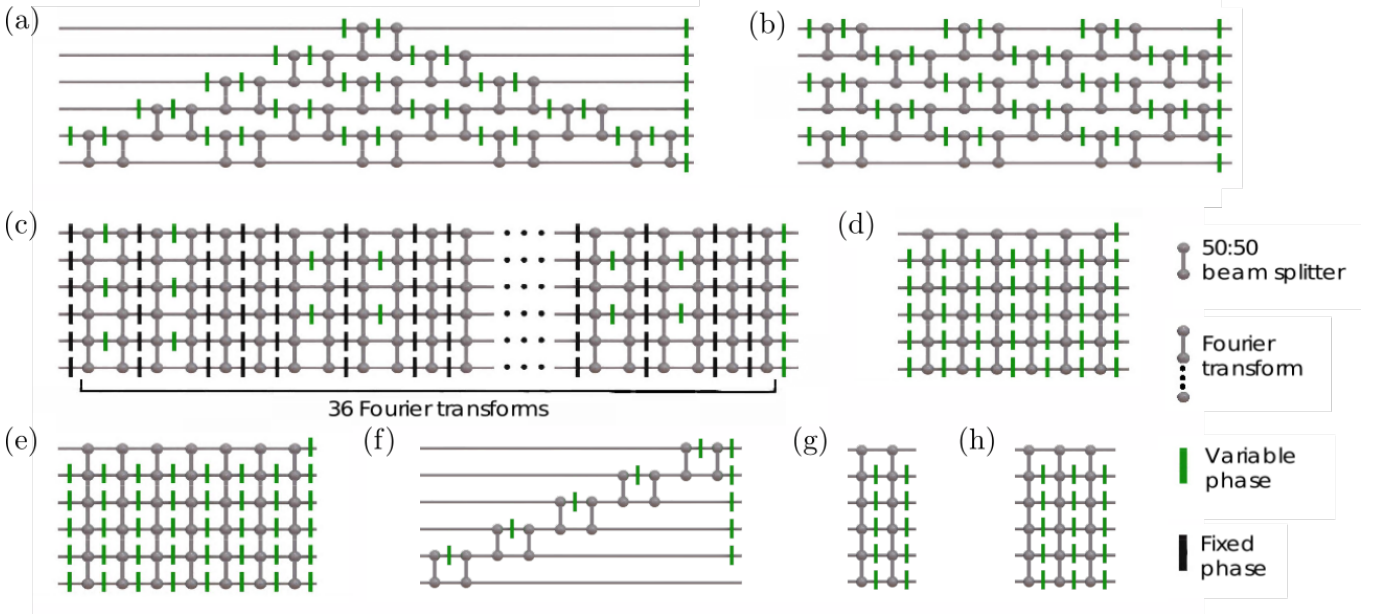 (a)
(b)
(c)
(d)
50:50
beam splitter
Fourier
transform
36 Fourier transforms
(e)
(f)
(g)
(h)
Variable
phase
Fixed
phase